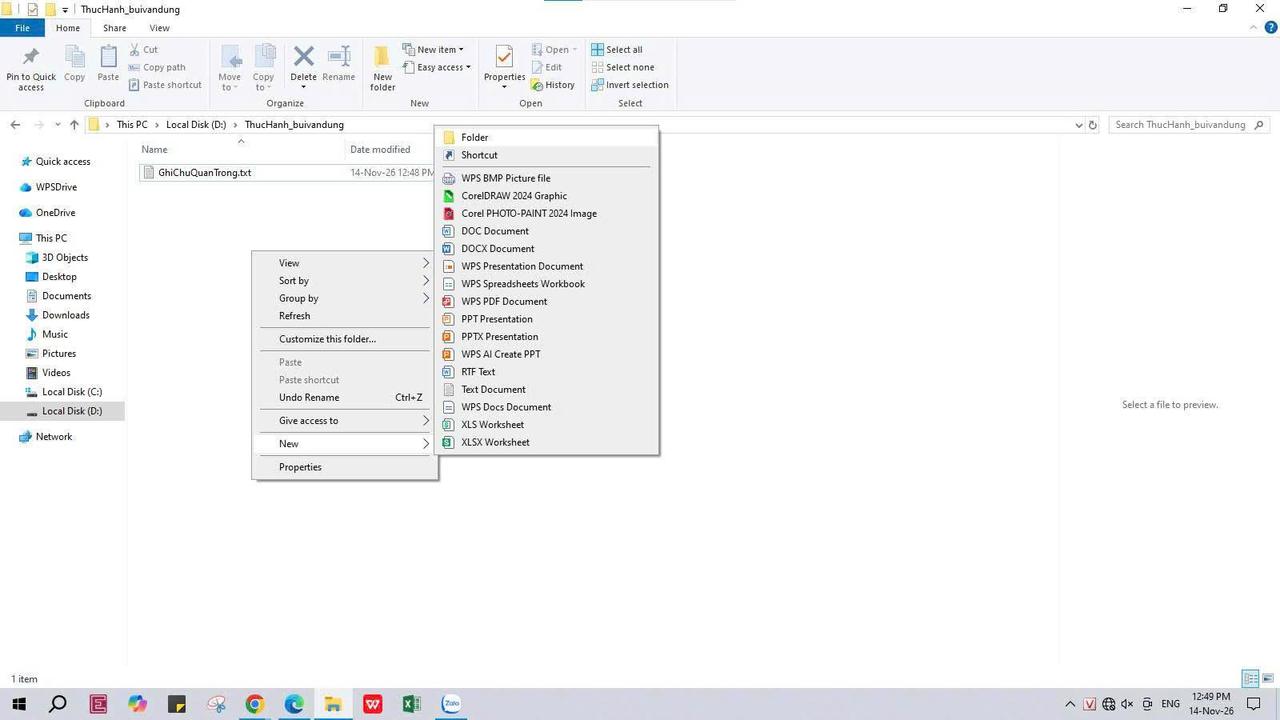 ThucHanh_buivandung
File
Home
Share
View
Pin to Quick access
Copy
Paste
Cut
Copy path
Paste shortcut
Clipboard
Move to
Copy to
Delete
Rename
Organize
New folder
New item
Easy access
New
Properties
Open
Edit
History
Open
Select all
Select none
Invert selection
Select
This PC
Local Disk (D:)
ThucHanh_buivandung
Search ThucHanh_buivandung
Quick access
WPSDrive
OneDrive
This PC
3D Objects
Desktop
Documents
Downloads
Music
Pictures
Videos
Local Disk (C:)
Local Disk (D:)
Network
Name
Date modified
GhiChuQuanTrong.txt
14-Nov-26 12:48 PM
View
Sort by
Group by
Refresh
Customize this folder...
Paste
Paste shortcut
Undo Rename Ctrl+Z
Give access to
New
Properties
Folder
Shortcut
WPS BMP Picture file
CorelDRAW 2024 Graphic
Corel PHOTO-PAINT 2024 Image
DOC Document
DOCX Document
WPS Presentation Document
WPS Spreadsheets Workbook
WPS PDF Document
PPT Presentation
PPTX Presentation
WPS AI Create PPT
RTF Text
Text Document
WPS Docs Document
XLS Worksheet
XLSX Worksheet
Select a file to preview.
1 item
Zalo
ENG
12:49 PM
14-Nov-26